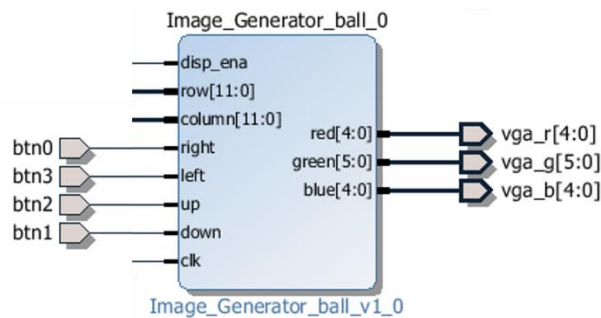 Image_Generator_ball_0
disp_ena
row[11:0]
column[11:0]
btn0 right red[4:0] vga_r[4:0]
btn3 left green[5:0] vga_g[5:0]
btn2 up blue[4:0] vga_b[4:0]
btn1 down
clk
Image_Generator_ball_v1_0